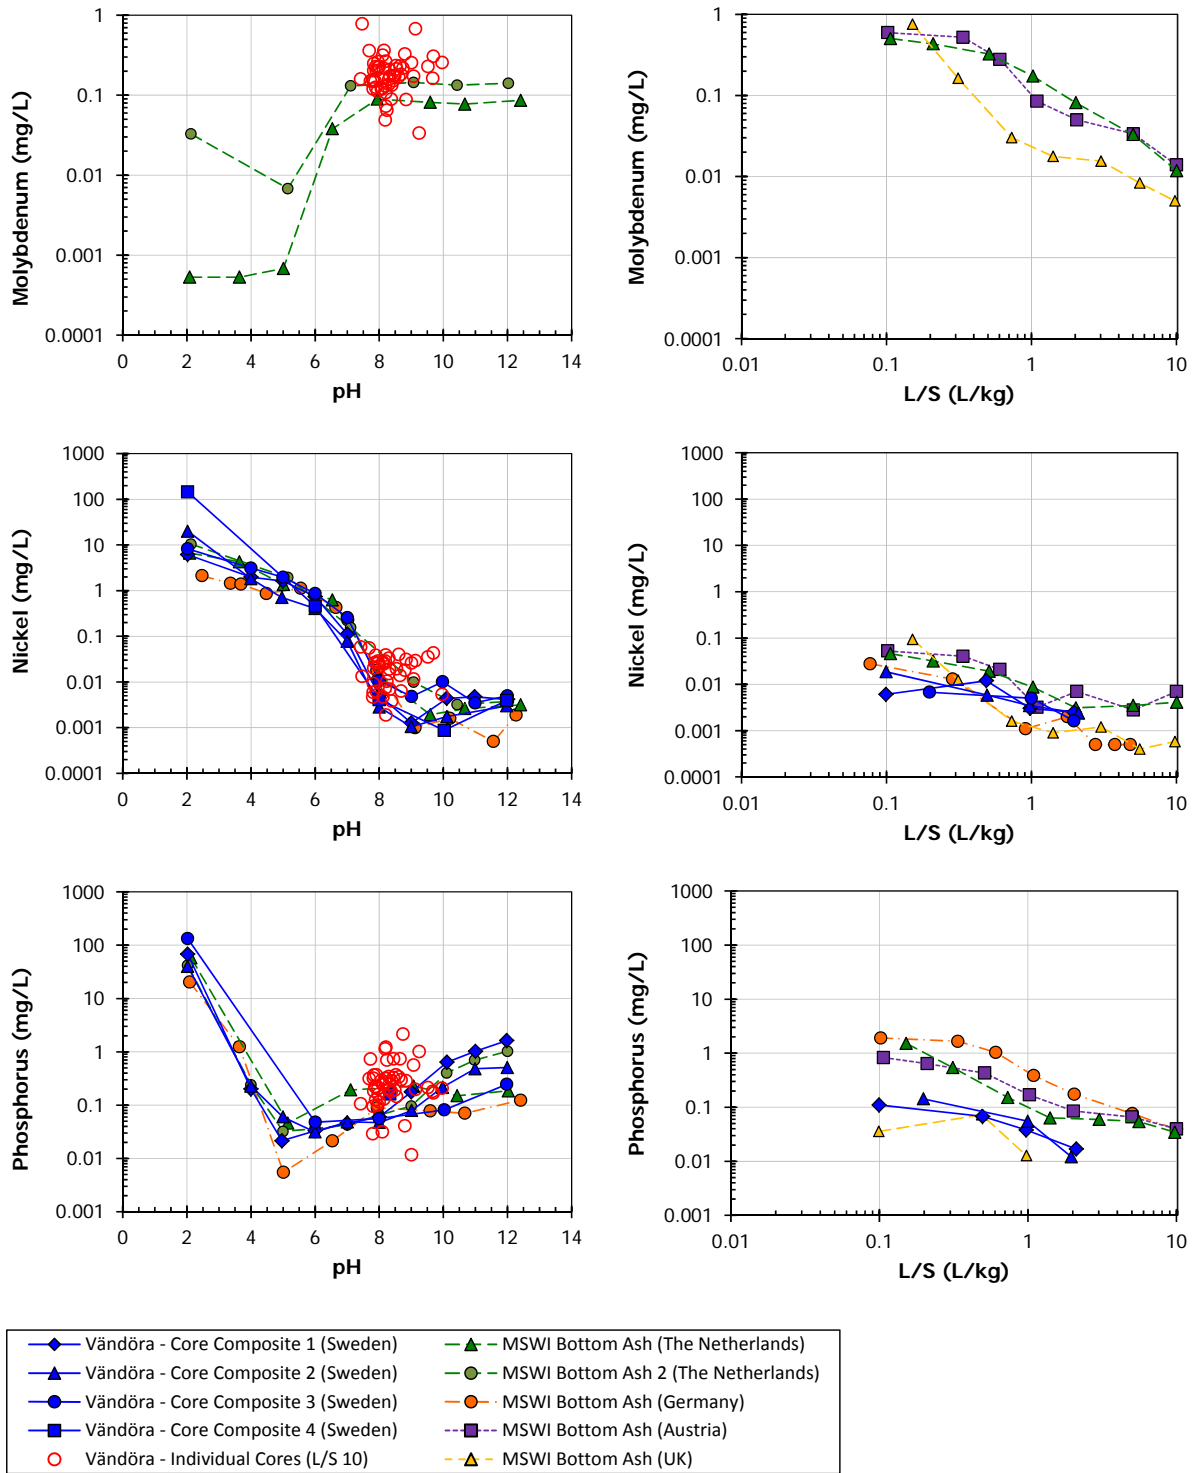 Molybdenum (mg/L)
1
0.1
0.01
0.001
0.0001
0 2 4 6 8 10 12 14
pH
Molybdenum (mg/L)
1
0.1
0.01
0.001
0.0001
0.01 0.1 1 10
L/S (L/kg)
Nickel (mg/L)
1000
100
10
1
0.1
0.01
0.001
0.0001
0 2 4 6 8 10 12 14
pH
Nickel (mg/L)
1000
100
10
1
0.1
0.01
0.001
0.0001
0.01 0.1 1 10
L/S (L/kg)
Phosphorus (mg/L)
1000
100
10
1
0.1
0.01
0.001
0 2 4 6 8 10 12 14
pH
Phosphorus (mg/L)
1000
100
10
1
0.1
0.01
0.001
0.01 0.1 1 10
L/S (L/kg)
Vändöra - Core Composite 1 (Sweden)
Vändöra - Core Composite 2 (Sweden)
Vändöra - Core Composite 3 (Sweden)
Vändöra - Core Composite 4 (Sweden)
Vändöra - Individual Cores (L/S 10)
MSWI Bottom Ash (The Netherlands)
MSWI Bottom Ash 2 (The Netherlands)
MSWI Bottom Ash (Germany)
MSWI Bottom Ash (Austria)
MSWI Bottom Ash (UK)